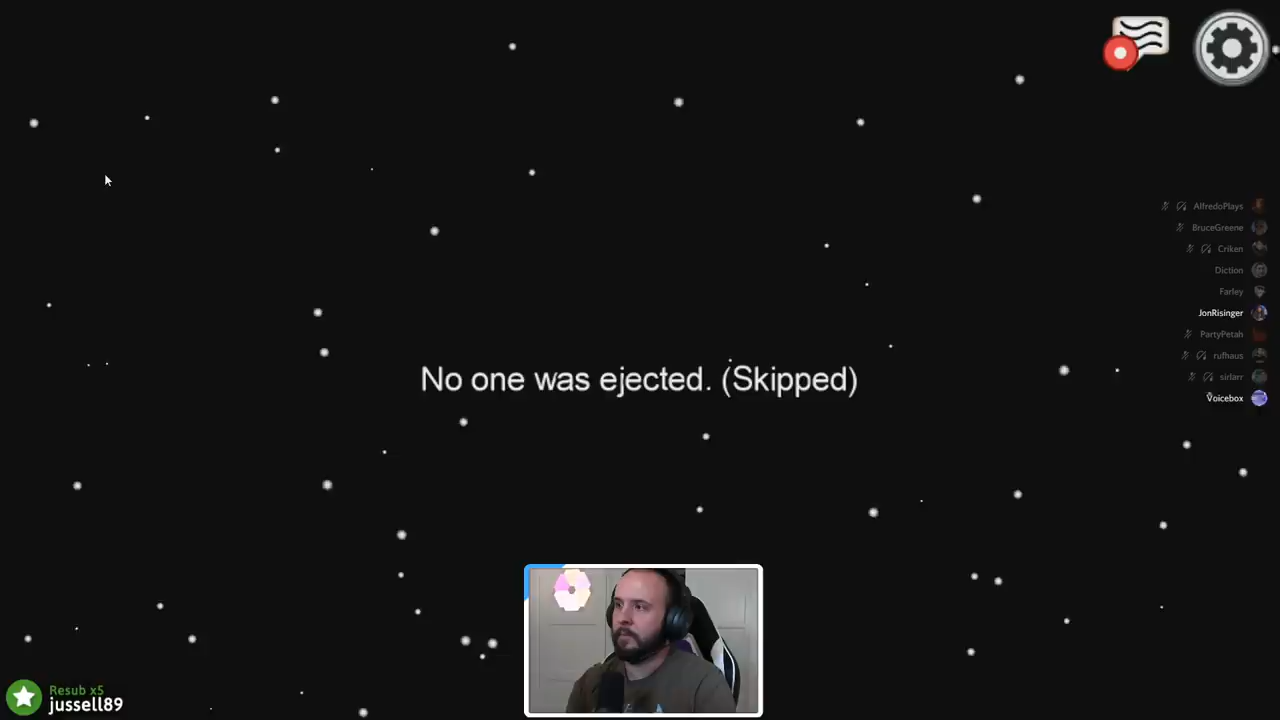 AlfredoPlays
BruceGreene
Criken
Diction
Farley
JonRisinger
PartyPetah
rufhaus
sirlarr
Voicebox
No one was ejected. (Skipped)
Resub x5
jussell89